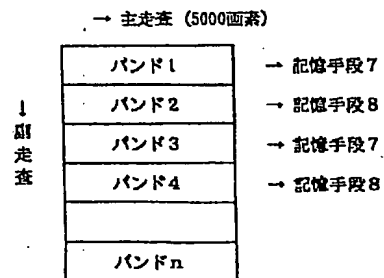 → 主走査 (5000画素)
バンド1 → 記憶手段7
バンド2 → 記憶手段8
バンド3 → 記憶手段7
バンド4 → 記憶手段8
バンドn
↓副走査